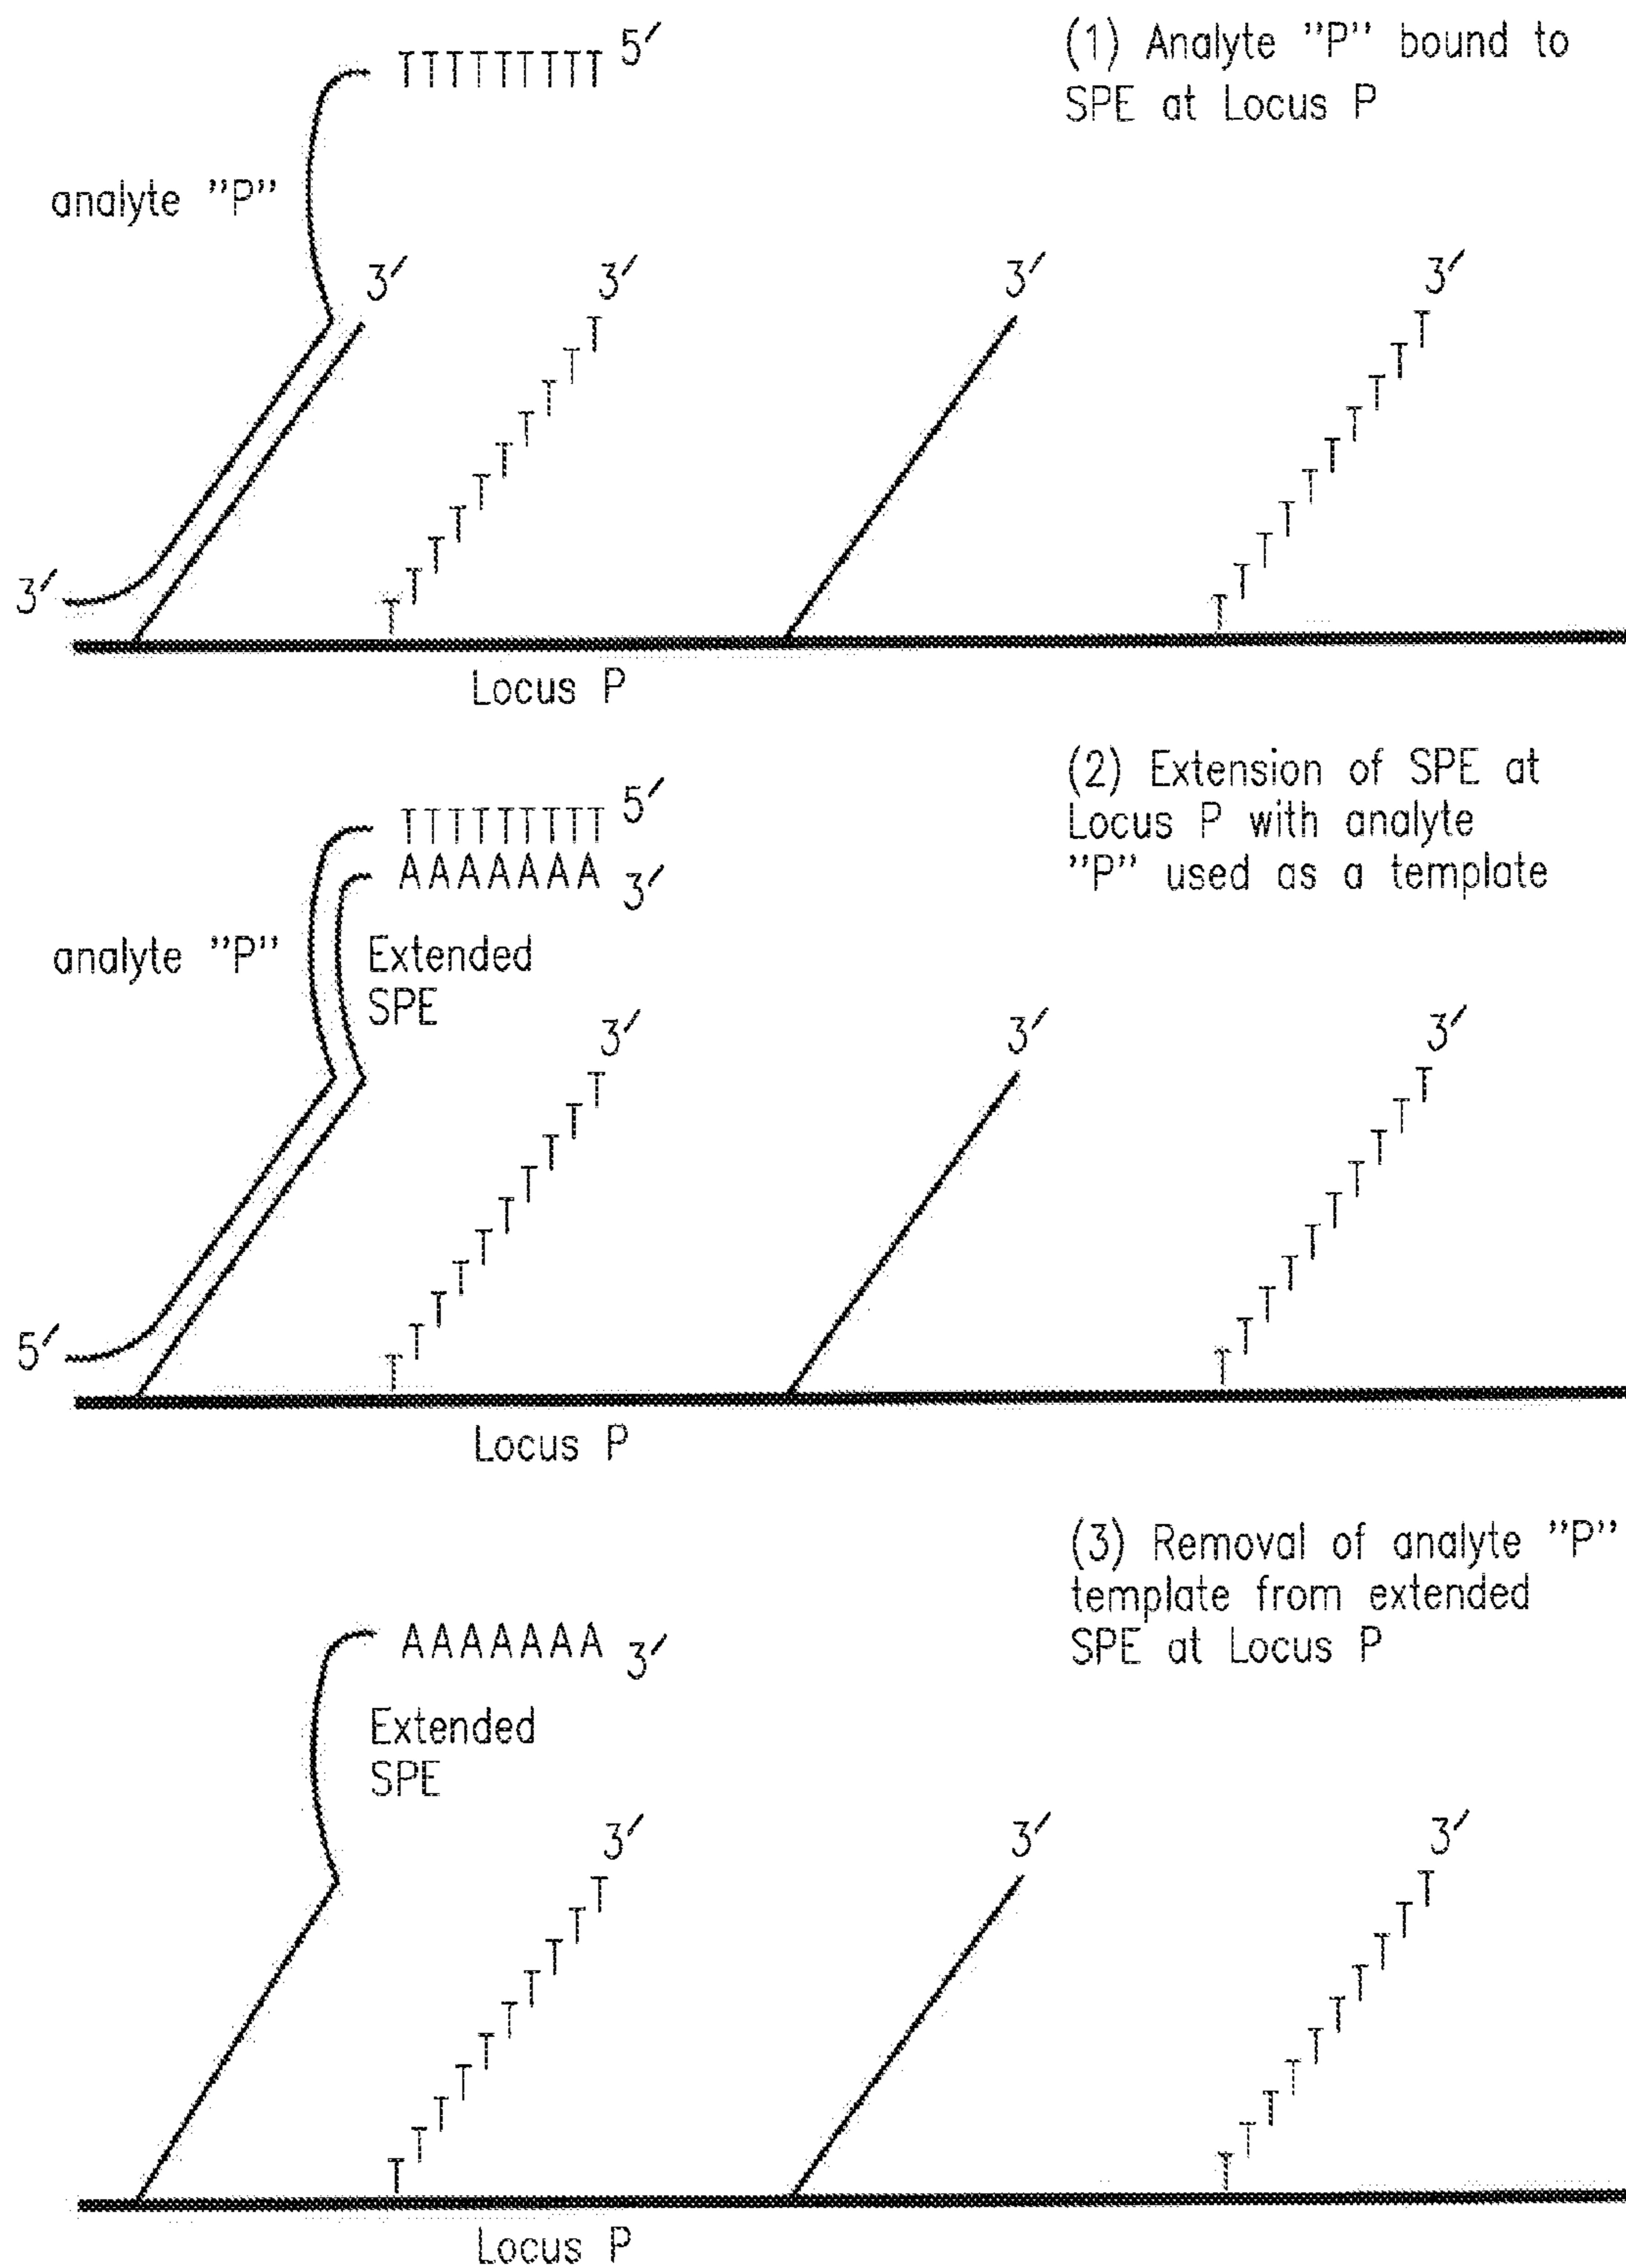 TTTTTTTTT 5′
(1) Analyte "P" bound to
SPE at Locus P
analyte "P"
3′
3′
3′
3′
TTTTTTTTTT
TTTTTTTTTT
3′
Locus P
(2) Extension of SPE at
Locus P with analyte
"P" used as a template
TTTTTTTTT 5′
AAAAAAA 3′
analyte "P"
Extended
SPE
3′
3′
3′
TTTTTTTTTT
TTTTTTTTTT
5′
Locus P
(3) Removal of analyte "P"
template from extended
SPE at Locus P
AAAAAAA 3′
Extended
SPE
3′
3′
3′
TTTTTTTTTT
TTTTTTTTTT
Locus P